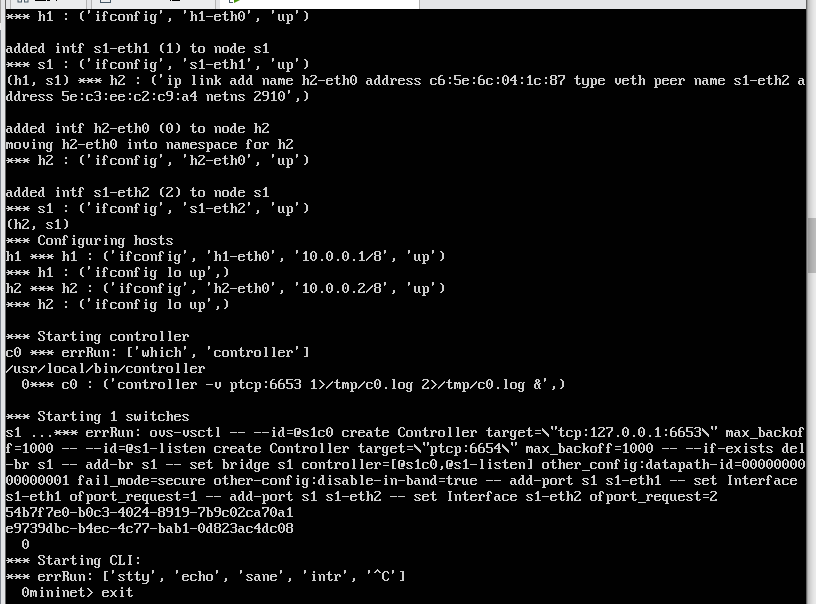 *** h1 : ('ifconfig', 'h1-eth0', 'up')
added intf s1-eth1 (1) to node s1
*** s1 : ('ifconfig', 's1-eth1', 'up')
(h1, s1) *** h2 : ('ip link add name h2-eth0 address c6:5e:6c:04:1c:87 type veth peer name s1-eth2 a
ddress 5e:c3:ee:c2:c9:a4 netns 2910',)
added intf h2-eth0 (0) to node h2
moving h2-eth0 into namespace for h2
*** h2 : ('ifconfig', 'h2-eth0', 'up')
added intf s1-eth2 (2) to node s1
*** s1 : ('ifconfig', 's1-eth2', 'up')
(h2, s1)
*** Configuring hosts
h1 *** h1 : ('ifconfig', 'h1-eth0', '10.0.0.1/8', 'up')
*** h1 : ('ifconfig lo up',)
h2 *** h2 : ('ifconfig', 'h2-eth0', '10.0.0.2/8', 'up')
*** h2 : ('ifconfig lo up',)
*** Starting controller
c0 *** errRun: ['which', 'controller']
/usr/local/bin/controller
  0*** c0 : ('controller -v ptcp:6653 1>/tmp/c0.log 2>/tmp/c0.log &',)
*** Starting 1 switches
s1 ...*** errRun: ovs-vsctl -- --id=@s1c0 create Controller target=\"tcp:127.0.0.1:6653\" max_backof
f=1000 -- --id=@s1-listen create Controller target=\"ptcp:6654\" max_backoff=1000 -- --if-exists del
-br s1 -- add-br s1 -- set bridge s1 controller=[@s1c0,@s1-listen] other_config:datapath-id=00000000
00000001 fail_mode=secure other-config:disable-in-band=true -- add-port s1 s1-eth1 -- set Interface 
s1-eth1 ofport_request=1 -- add-port s1 s1-eth2 -- set Interface s1-eth2 ofport_request=2
54b7f7e0-b0c3-4024-8919-7b9c02ca70a1
e9739dbc-b4ec-4c77-bab1-0d823ac4dc08
  0
*** Starting CLI:
*** errRun: ['stty', 'echo', 'sane', 'intr', '^C']
  0mininet> exit